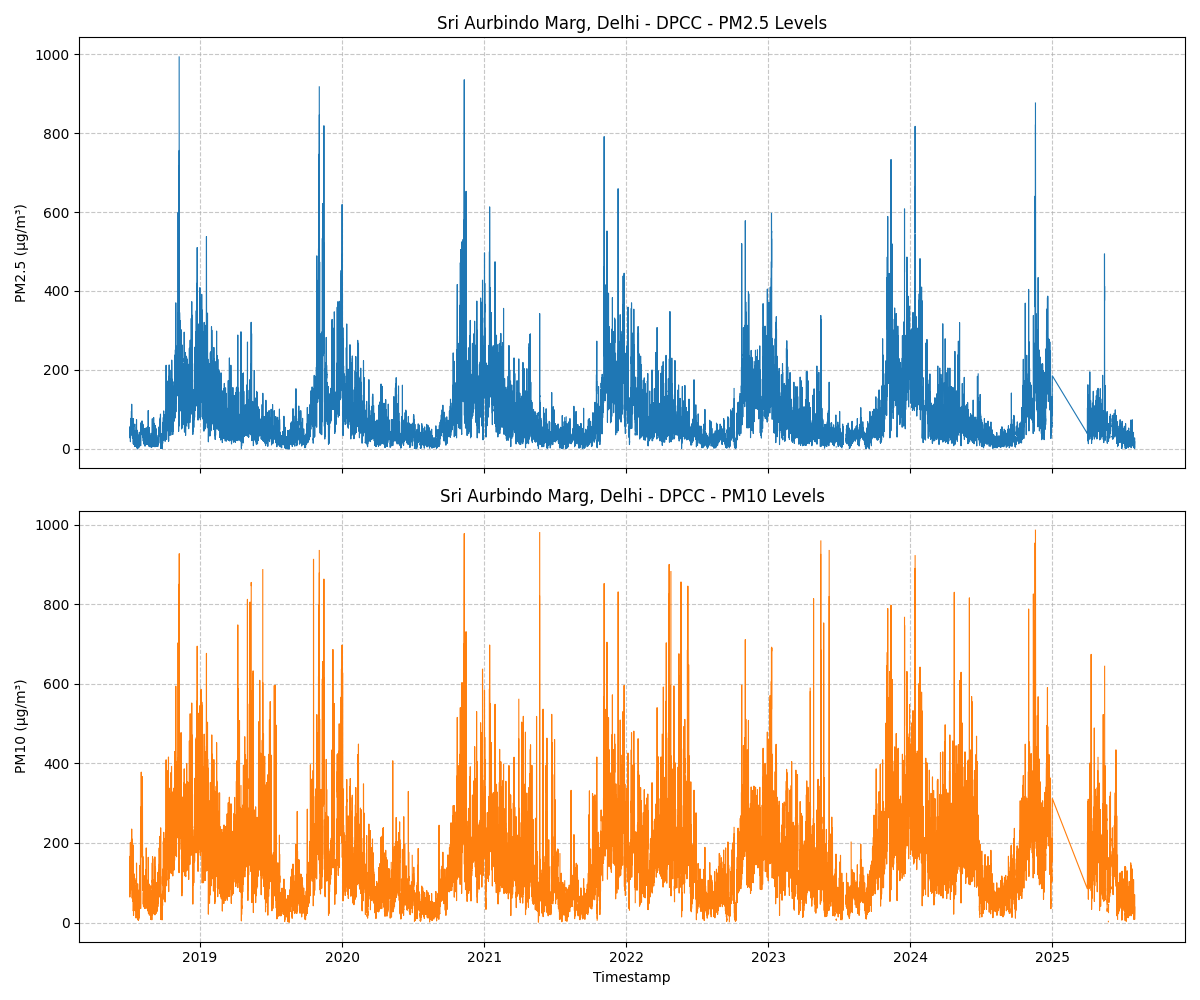 Sri Aurbindo Marg, Delhi - DPCC - PM2.5 Levels
1000
800
600
400
200
0
PM2.5 (µg/m³)
Sri Aurbindo Marg, Delhi - DPCC - PM10 Levels
1000
800
600
400
200
0
PM10 (µg/m³)
2019 2020 2021 2022 2023 2024 2025
Timestamp